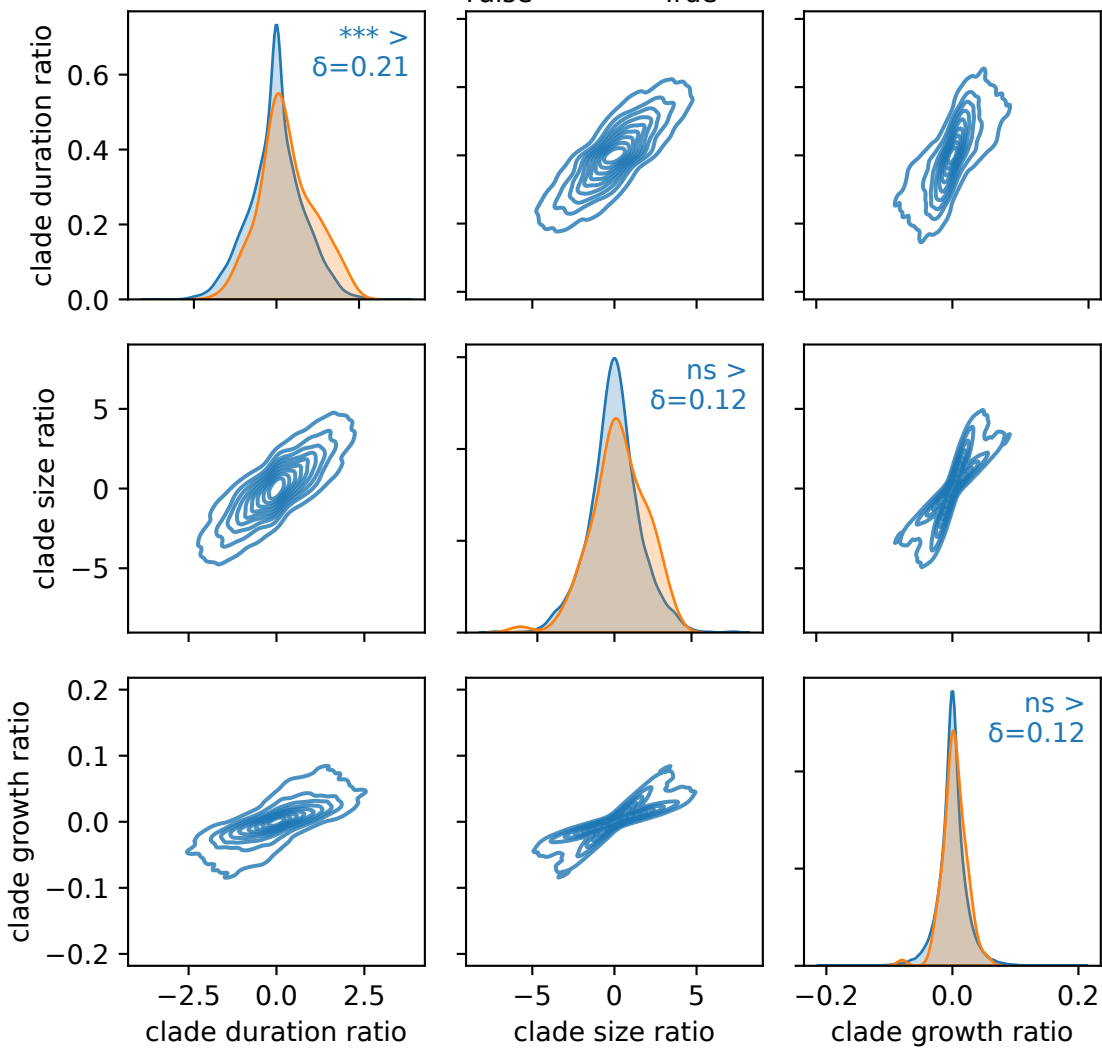 False True
clade duration ratio
0.6
0.4
0.2
0.0
*** >
δ=0.21
clade size ratio
5
0
−5
ns >
δ=0.12
clade growth ratio
0.2
0.1
0.0
−0.1
−0.2
ns >
δ=0.12
−2.5 0.0 2.5
−5 0 5
−0.2 0.0 0.2
clade duration ratio
clade size ratio
clade growth ratio